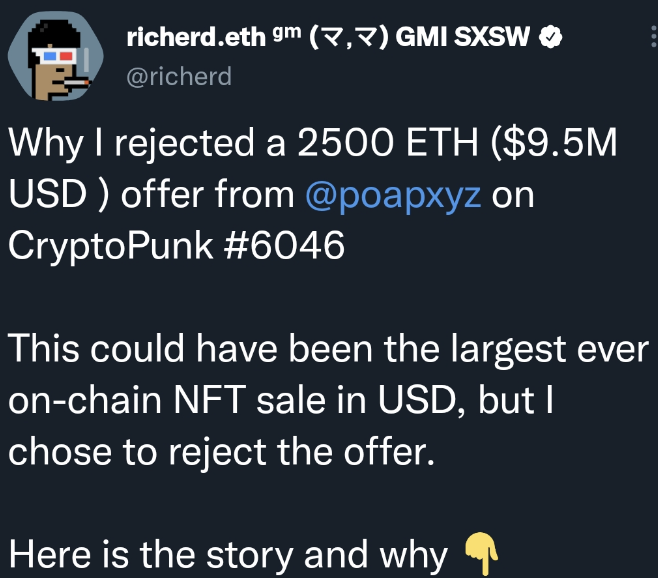 richerd.eth ᵍᵐ (マ,マ) GMI SXSW
@richerd
Why I rejected a 2500 ETH ($9.5M
USD ) offer from @poapxyz on
CryptoPunk #6046
This could have been the largest ever
on-chain NFT sale in USD, but I
chose to reject the offer.
Here is the story and why 👇